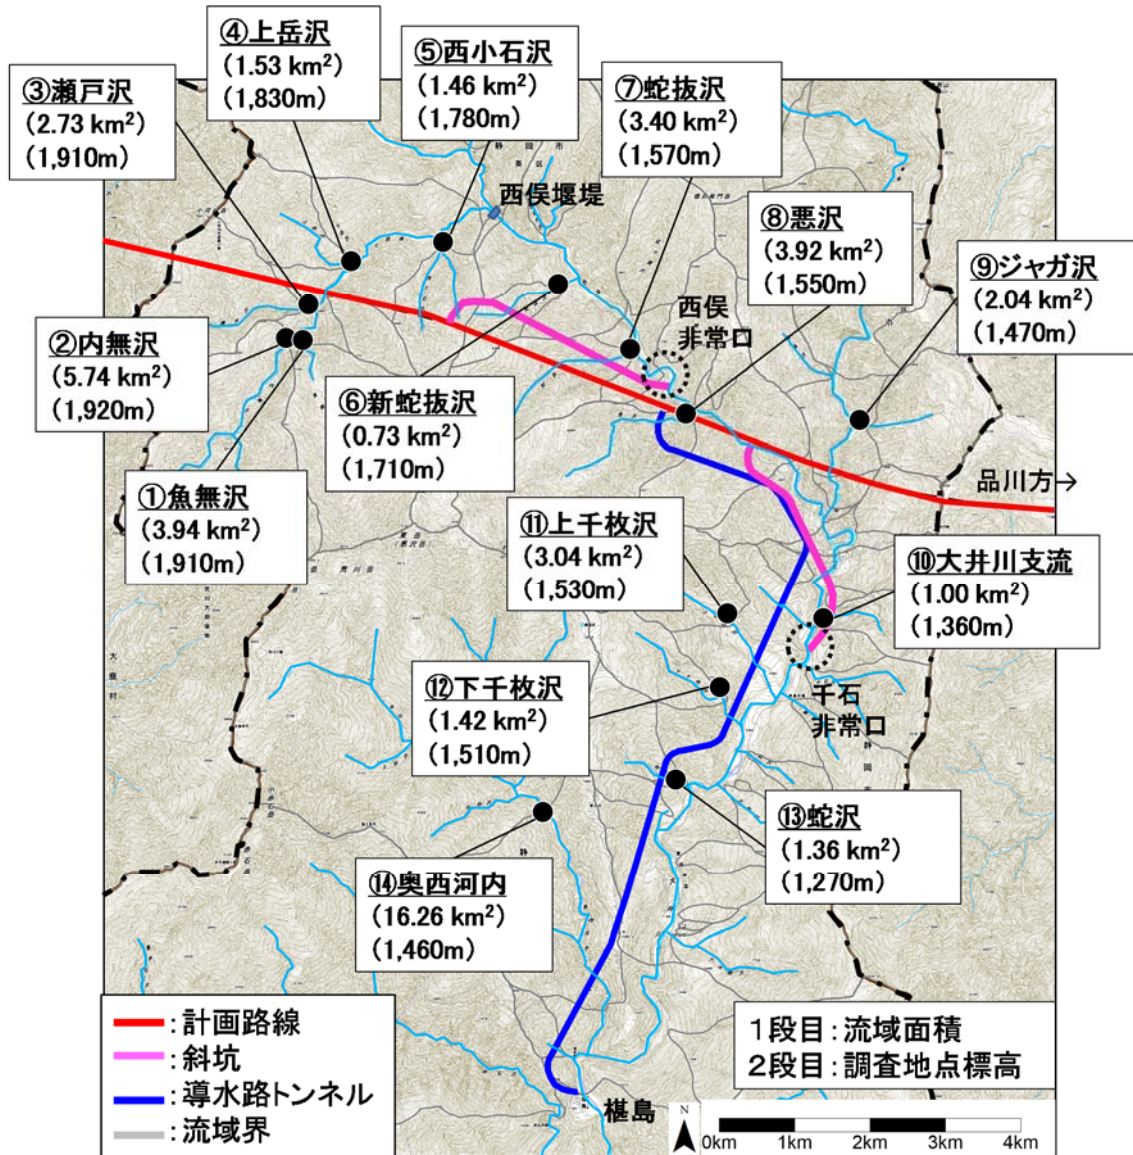 ④上岳沢
(1.53 km²)
(1,830m)
⑤西小石沢
(1.46 km²)
(1,780m)
③瀬戸沢
(2.73 km²)
(1,910m)
⑦蛇抜沢
(3.40 km²)
(1,570m)
⑧悪沢
(3.92 km²)
(1,550m)
⑨ジャガ沢
(2.04 km²)
(1,470m)
西俣堰堤
西俣
非常口
②内無沢
(5.74 km²)
(1,920m)
⑥新蛇抜沢
(0.73 km²)
(1,710m)
①魚無沢
(3.94 km²)
(1,910m)
品川方→
⑪上千枚沢
(3.04 km²)
(1,530m)
⑩大井川支流
(1.00 km²)
(1,360m)
⑫下千枚沢
(1.42 km²)
(1,510m)
千石
非常口
⑬蛇沢
(1.36 km²)
(1,270m)
⑭奥西河内
(16.26 km²)
(1,460m)
:計画路線
:斜坑
:導水路トンネル
:流域界
1段目:流域面積
2段目:調査地点標高
椹島
N
0km 1km 2km 3km 4km